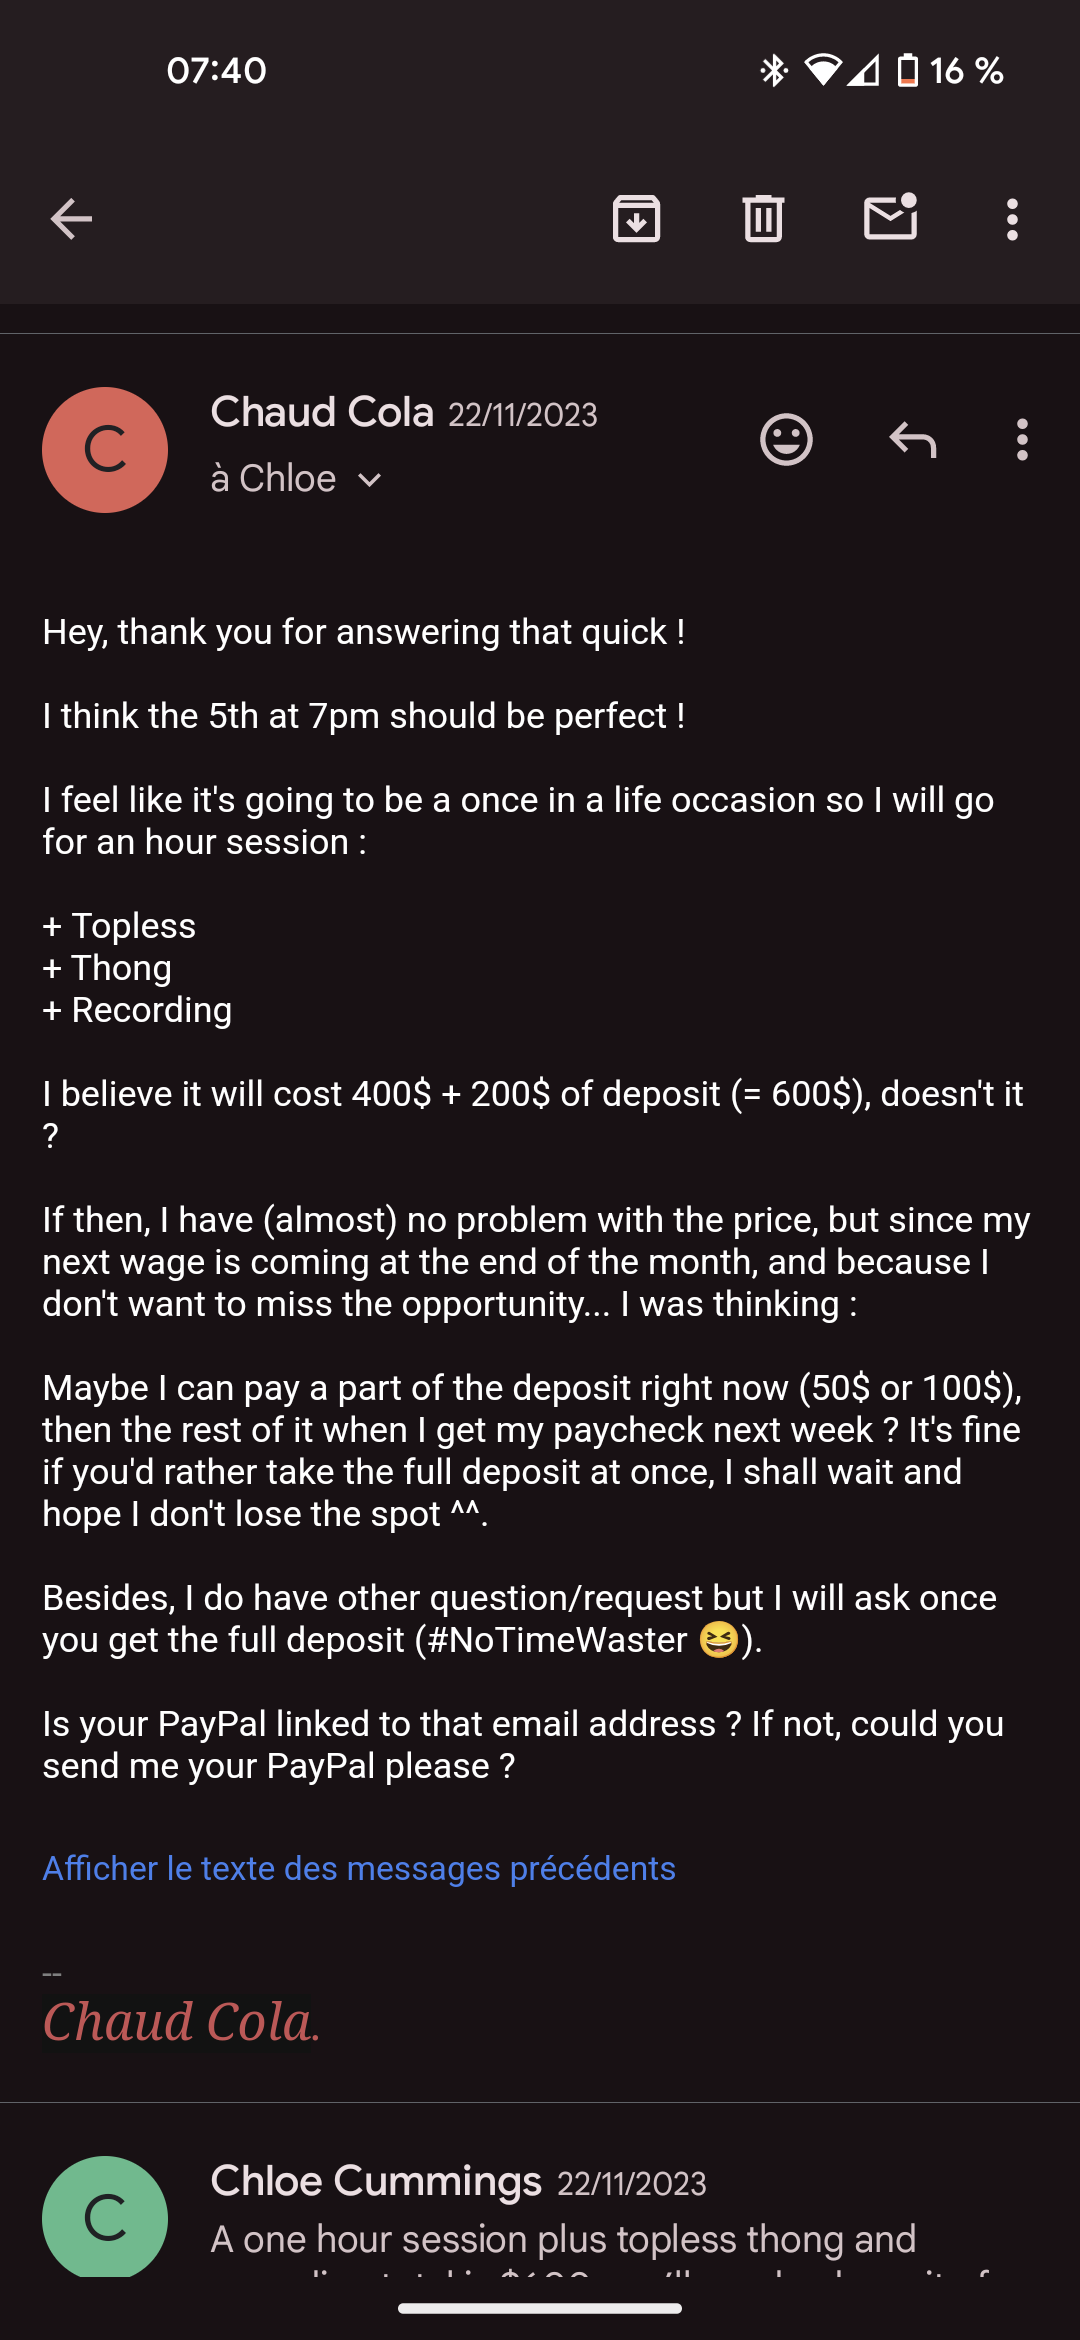 07:40
16 %
C
Chaud Cola 22/11/2023
à Chloe
Hey, thank you for answering that quick !
I think the 5th at 7pm should be perfect !
I feel like it's going to be a once in a life occasion so I will go
for an hour session :
+ Topless
+ Thong
+ Recording
I believe it will cost 400$ + 200$ of deposit (= 600$), doesn't it
?
If then, I have (almost) no problem with the price, but since my
next wage is coming at the end of the month, and because I
don't want to miss the opportunity... I was thinking :
Maybe I can pay a part of the deposit right now (50$ or 100$),
then the rest of it when I get my paycheck next week ? It's fine
if you'd rather take the full deposit at once, I shall wait and
hope I don't lose the spot ^^.
Besides, I do have other question/request but I will ask once
you get the full deposit (#NoTimeWaster 😆).
Is your PayPal linked to that email address ? If not, could you
send me your PayPal please ?
Afficher le texte des messages précédents
--
Chaud Cola.
C
Chloe Cummings 22/11/2023
A one hour session plus topless thong and